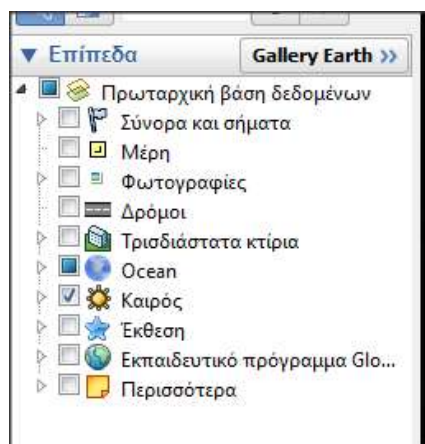 Επίπεδα
Gallery Earth >>
Πρωταρχική βάση δεδομένων
Σύνορα και σήματα
Μέρη
Φωτογραφίες
Δρόμοι
Τρισδιάστατα κτίρια
Ocean
Καιρός
Έκθεση
Εκπαιδευτικό πρόγραμμα Glo...
Περισσότερα